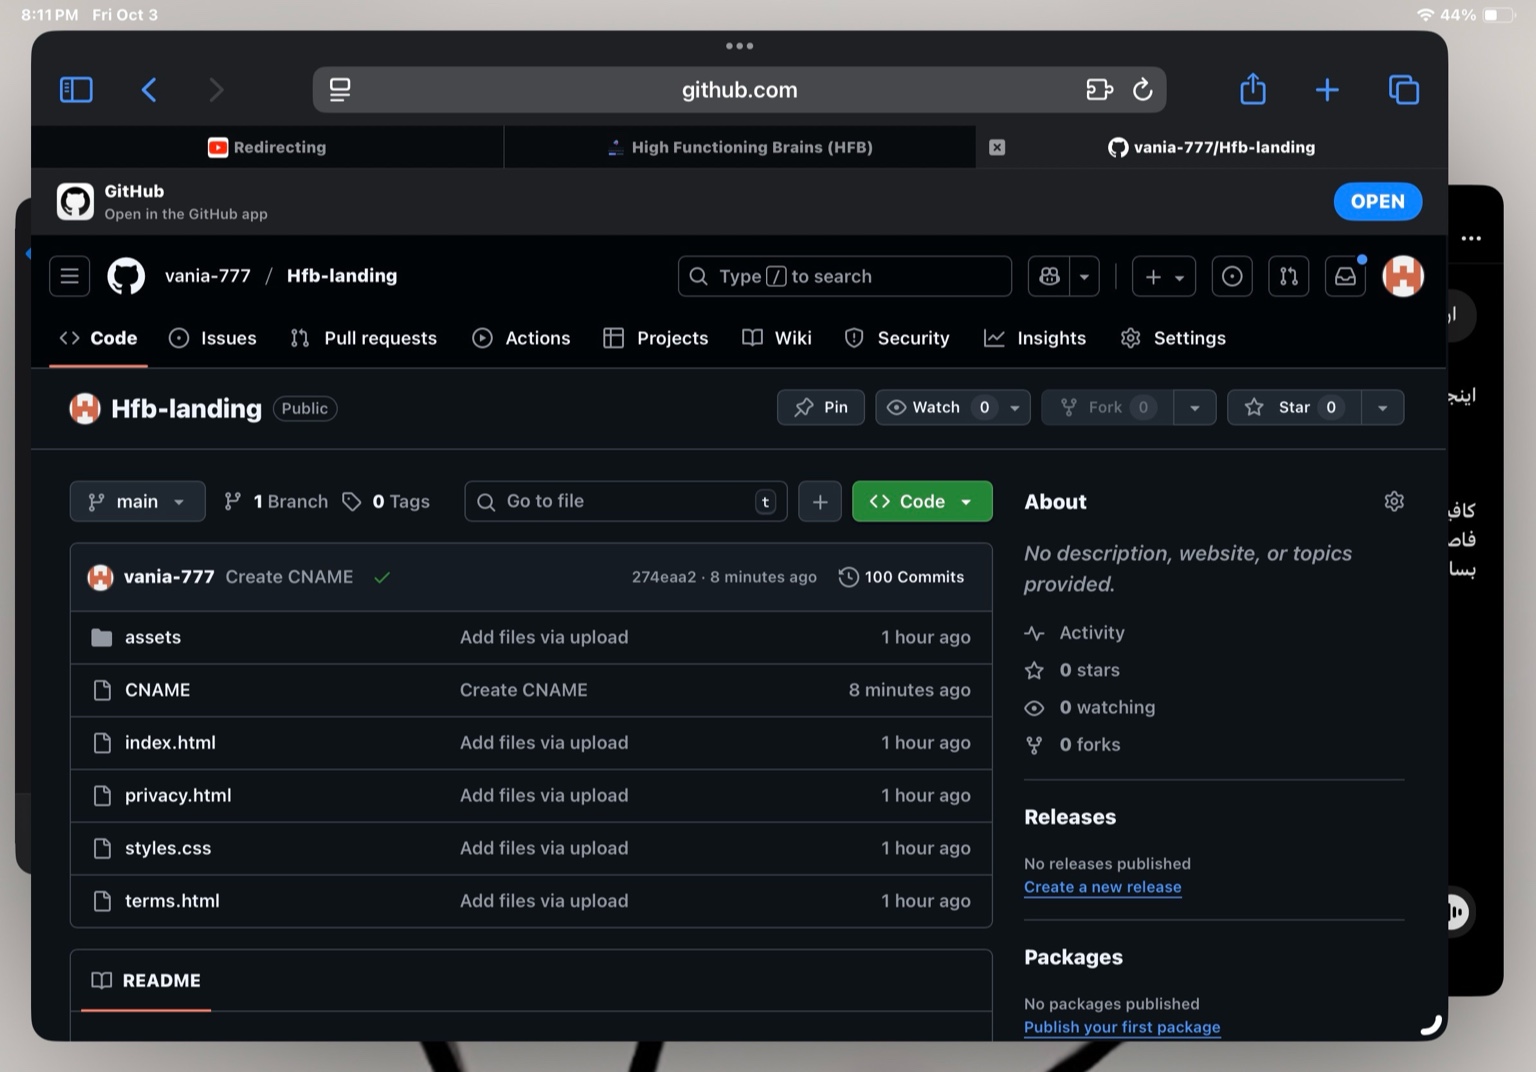 8:11 PM Fri Oct 3
44%
github.com
Redirecting
High Functioning Brains (HFB)
vania-777/Hfb-landing
GitHub
Open in the GitHub app
OPEN
vania-777 / Hfb-landing
Type / to search
Code
Issues
Pull requests
Actions
Projects
Wiki
Security
Insights
Settings
Hfb-landing
Public
Pin
Watch 0
Fork 0
Star 0
main
1 Branch
0 Tags
Go to file
t
Code
vania-777 Create CNAME
274eaa2 · 8 minutes ago
100 Commits
assets Add files via upload 1 hour ago
CNAME Create CNAME 8 minutes ago
index.html Add files via upload 1 hour ago
privacy.html Add files via upload 1 hour ago
styles.css Add files via upload 1 hour ago
terms.html Add files via upload 1 hour ago
README
About
No description, website, or topics
provided.
Activity
0 stars
0 watching
0 forks
Releases
No releases published
Create a new release
Packages
No packages published
Publish your first package